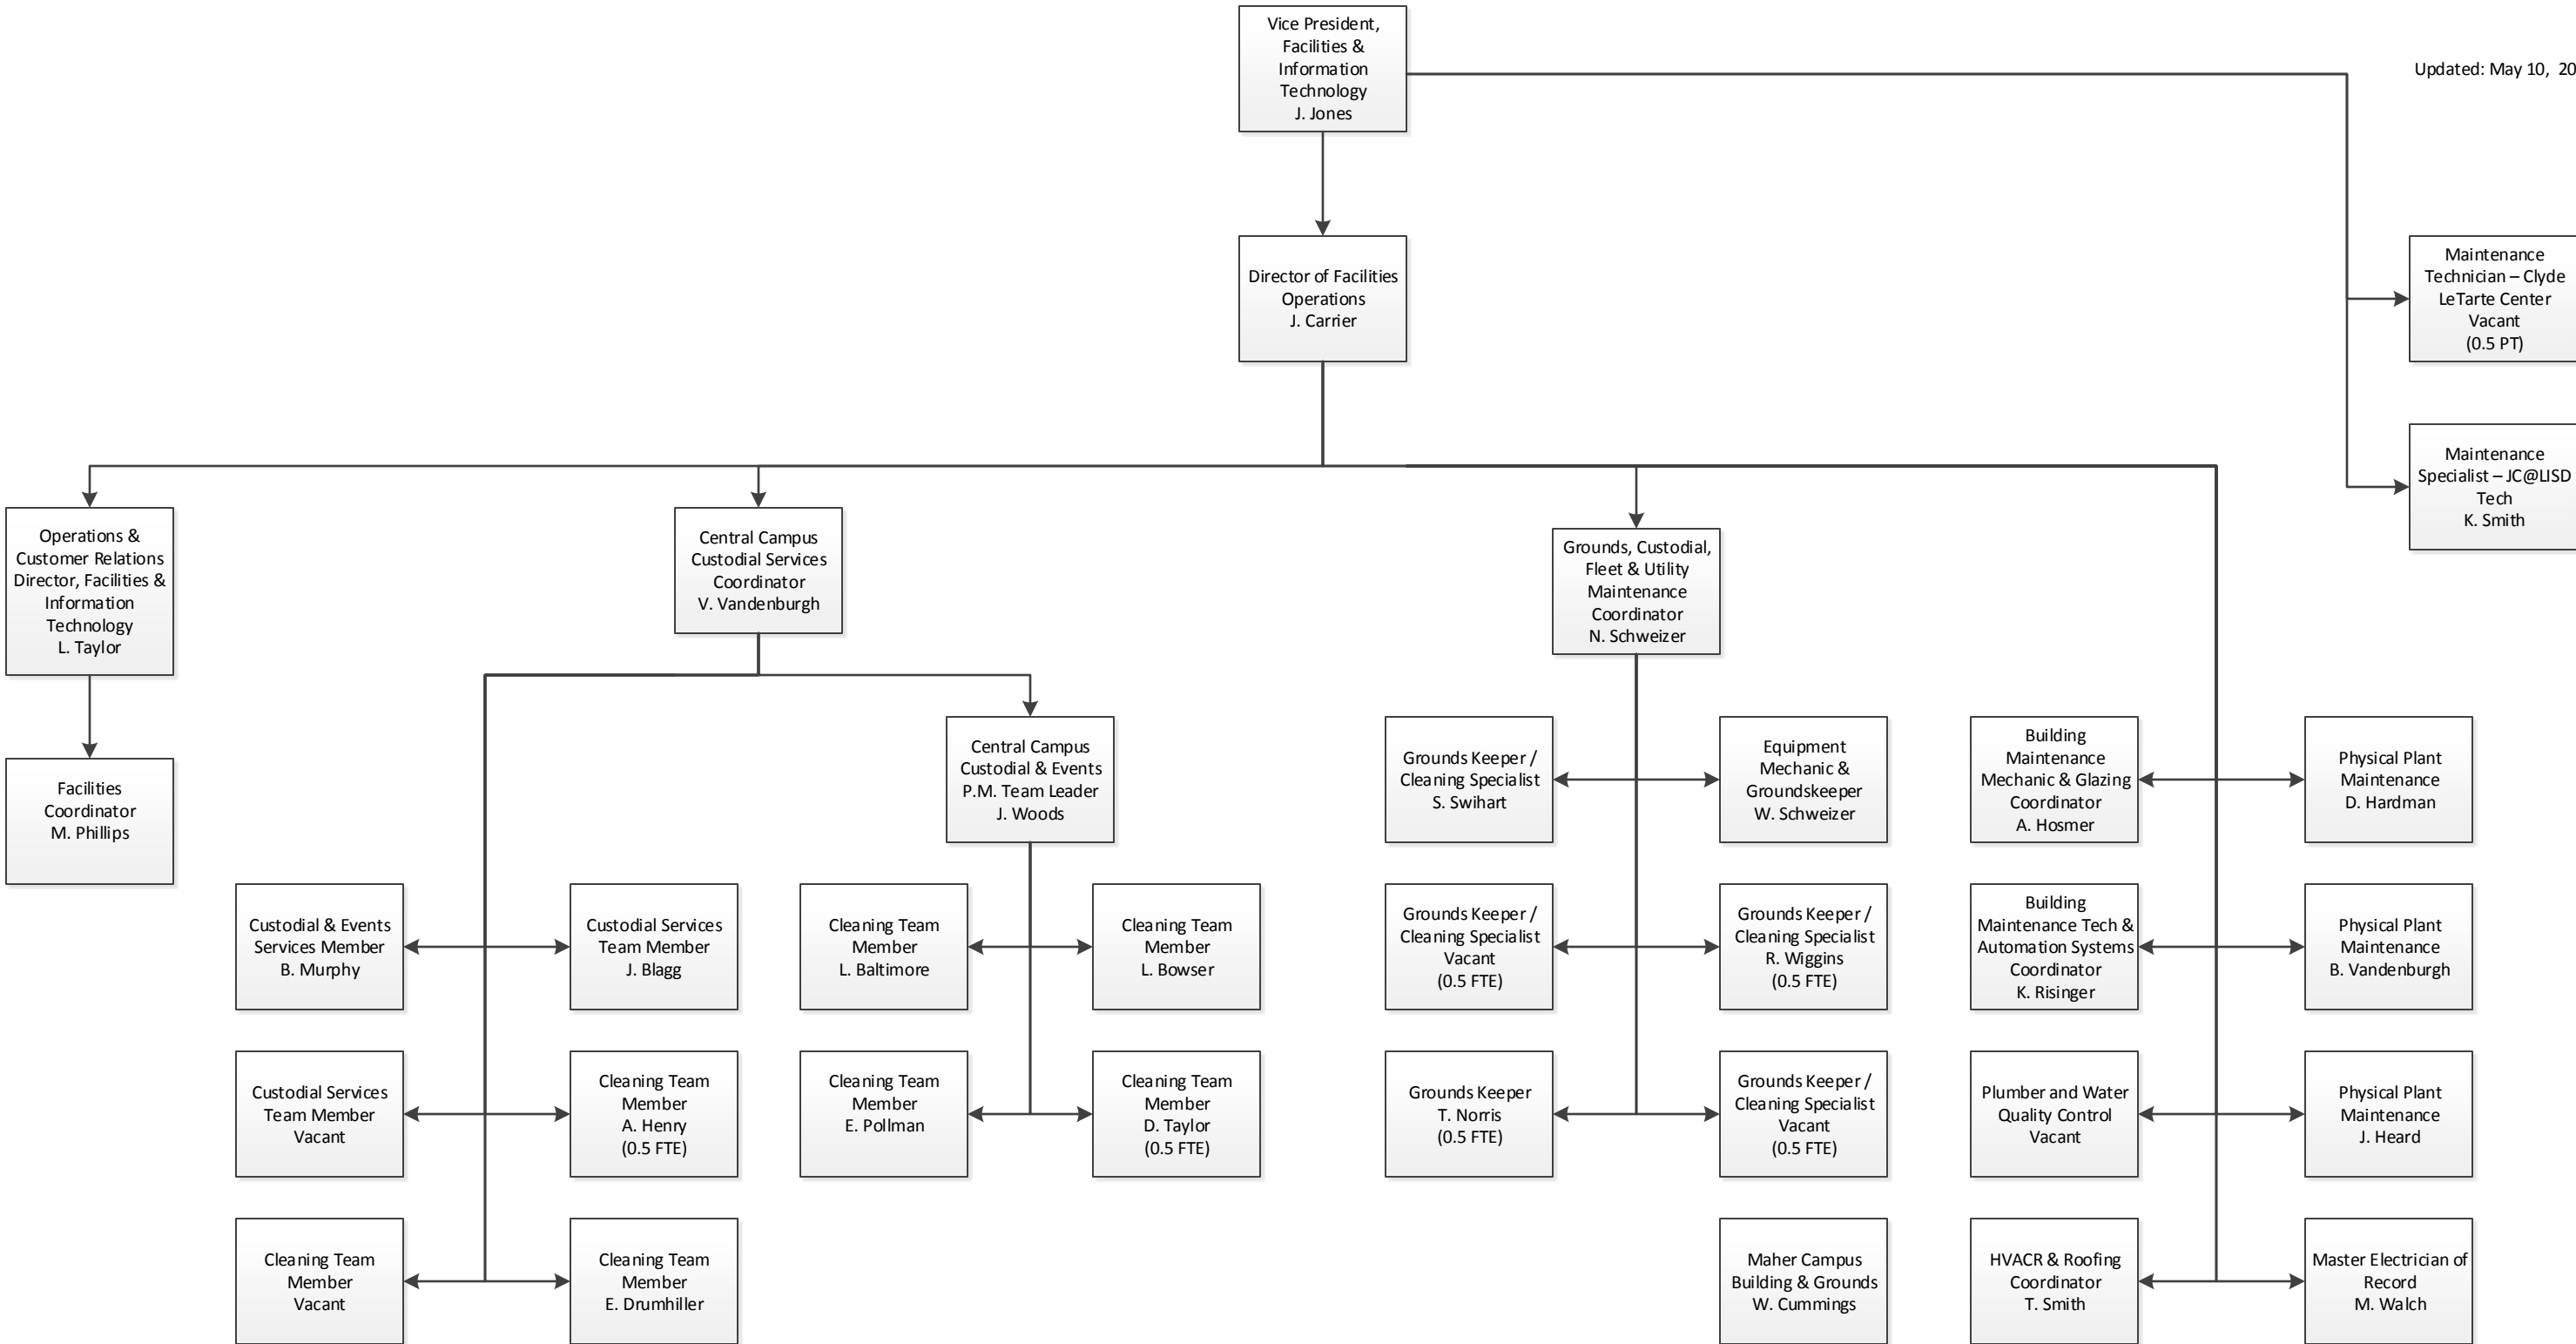 Vice President,
Facilities &
Information
Technology
J. Jones
Updated: May 10, 20
Director of Facilities
Operations
J. Carrier
Maintenance
Technician – Clyde
LeTarte Center
Vacant
(0.5 PT)
Maintenance
Specialist – JC@LISD
Tech
K. Smith
Operations &
Customer Relations
Director, Facilities &
Information
Technology
L. Taylor
Central Campus
Custodial Services
Coordinator
V. Vandenburgh
Grounds, Custodial,
Fleet & Utility
Maintenance
Coordinator
N. Schweizer
Facilities
Coordinator
M. Phillips
Central Campus
Custodial & Events
P.M. Team Leader
J. Woods
Grounds Keeper /
Cleaning Specialist
S. Swihart
Equipment
Mechanic &
Groundskeeper
W. Schweizer
Building
Maintenance
Mechanic & Glazing
Coordinator
A. Hosmer
Physical Plant
Maintenance
D. Hardman
Custodial & Events
Services Member
B. Murphy
Custodial Services
Team Member
J. Blagg
Cleaning Team
Member
L. Baltimore
Cleaning Team
Member
L. Bowser
Grounds Keeper /
Cleaning Specialist
Vacant
(0.5 FTE)
Grounds Keeper /
Cleaning Specialist
R. Wiggins
(0.5 FTE)
Building
Maintenance Tech &
Automation Systems
Coordinator
K. Risinger
Physical Plant
Maintenance
B. Vandenburgh
Custodial Services
Team Member
Vacant
Cleaning Team
Member
A. Henry
(0.5 FTE)
Cleaning Team
Member
E. Pollman
Cleaning Team
Member
D. Taylor
(0.5 FTE)
Grounds Keeper
T. Norris
(0.5 FTE)
Grounds Keeper /
Cleaning Specialist
Vacant
(0.5 FTE)
Plumber and Water
Quality Control
Vacant
Physical Plant
Maintenance
J. Heard
Cleaning Team
Member
Vacant
Cleaning Team
Member
E. Drumhiller
Maher Campus
Building & Grounds
W. Cummings
HVACR & Roofing
Coordinator
T. Smith
Master Electrician of
Record
M. Walch